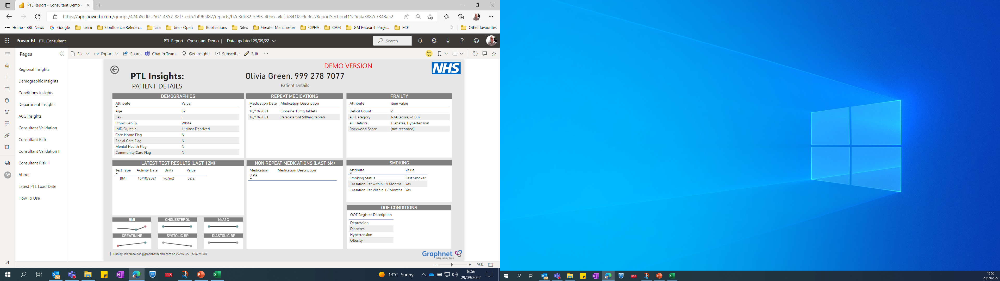 PTL Report - Consultant Demo -
https://app.powerbi.com/groups/424a8cd0-2567-4357-82f7-ed67bf965f87/reports/b7e3db82-3e93-40b6-a4cf-b841f2c9e9e2/ReportSection41125e4a3887c7348a52
Home - BBC News Google Team Confluence Referen... Jira Jira - Open Publications Sites Greater Manchester CIPHA CAM GM Research Proje... ECF Other favourites
Power BI PTL Consultant PTL Report - Consultant Demo | Data updated 29/09/22 Search
Pages File Export Share Chat in Teams Get insights Subscribe Edit ...
Regional Insights
Demographic Insights
Conditions Insights
Department Insights
ACG Insights
Consultant Validation
Consultant Risk
Consultant Validation II
Consultant Risk II
About
Latest PTL Load Date
How To Use
DEMO VERSION
NHS
PTL Insights:
PATIENT DETAILS
Olivia Green, 999 278 7077
Patient Details
DEMOGRAPHICS
Attribute Value
Age 62
Sex F
Ethnic Group White
IMD Quintile 1: Most Deprived
Care Home Flag N
Social Care Flag N
Mental Health Flag N
Community Care Flag N
REPEAT MEDICATIONS
Medication Date Medication Description
16/10/2021 Codeine 15mg tablets
16/10/2021 Paracetamol 500mg tablets
FRAILTY
Attribute item value
Deficit Count 2
eFI Category N/A (score; -1.00)
eFI Deficits Diabetes, Hypertension
Rockwood Score (not recorded)
LATEST TEST RESULTS (LAST 12M)
Test Type Activity Date Units Value
BMI 16/10/2021 kg/m2 32.2
NON REPEAT MEDICATIONS (LAST 6M)
Medication Date Medication Description
SMOKING
Attribute Value
Smoking Status Past Smoker
Cessation Ref within 18 Months Yes
Cessation Ref Within 12 Months Yes
QOF CONDITIONS
QOF Register Description
Depression
Diabetes
Hypertension
Obesity
BMI CHOLESTEROL hbA1C
CREATININE SYSTOLIC BP DIASTOLIC BP
Run by: ian.nicholson@graphnethealth.com on 29/9/2022 15:56; V1.3.0
Graphnet
Integrating Care
- + 96%
RSA
13°C Sunny
16:56
29/09/2022
RSA
16:56
29/09/2022